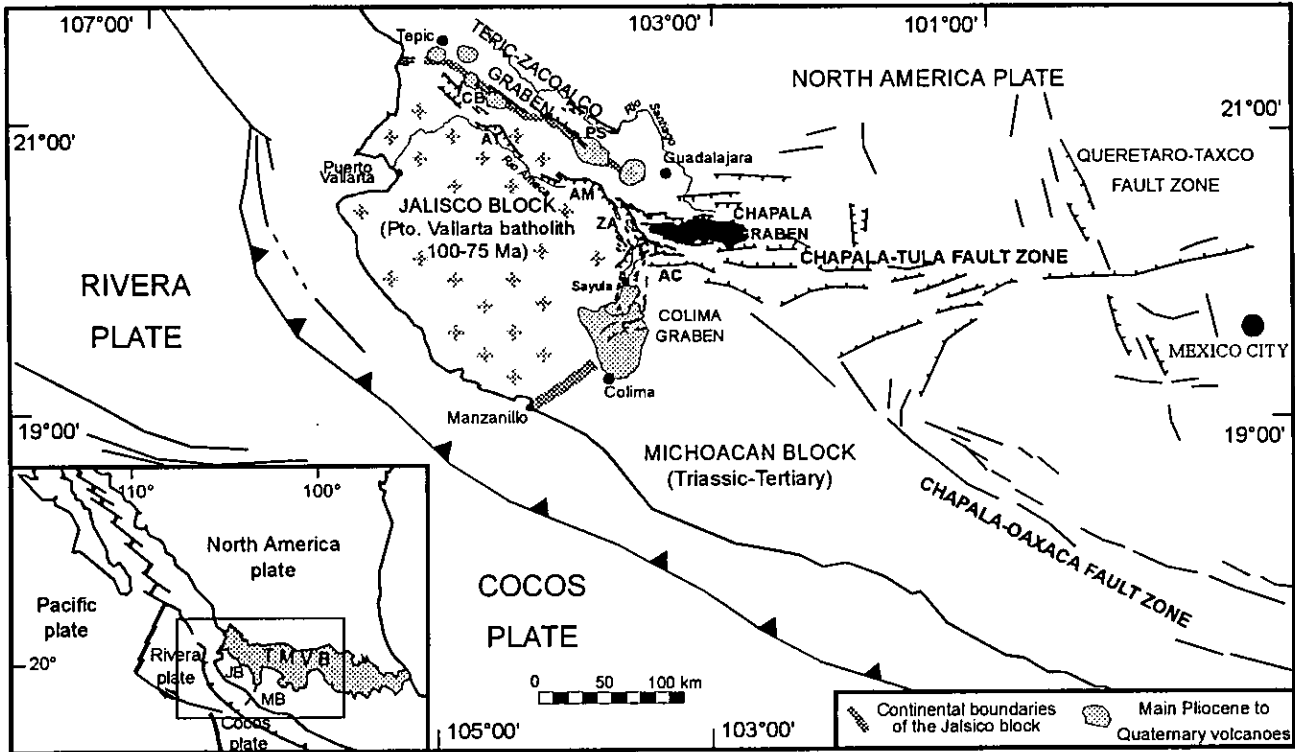 107°00'
103°00'
101°00'
Tepic
TEPIC-ZACOALCO
GRABEN
NORTH AMERICA PLATE
CB
Rio
Santiago
21°00'
21°00'
PS
AT
Guadalajara
QUERETARO-TAXCO
FAULT ZONE
Puerto
Vallarta
Rio Ameca
AM
JALISCO BLOCK
(Pto. Vallarta batholith
100-75 Ma)
ZA
CHAPALA
GRABEN
CHAPALA-TULA FAULT ZONE
AC
Sayula
RIVERA
PLATE
COLIMA
GRABEN
MEXICO CITY
Colima
Manzanillo
19°00'
19°00'
MICHOACAN BLOCK
(Triassic-Tertiary)
CHAPALA-OAXACA FAULT ZONE
COCOS
PLATE
110°
100°
North America
plate
Pacific
plate
20°
Rivera
plate
T M V B
JB
MB
Cocos
plate
0 50 100 km
105°00'
103°00'
Continental boundaries
of the Jalsico block
Main Pliocene to
Quaternary volcanoes